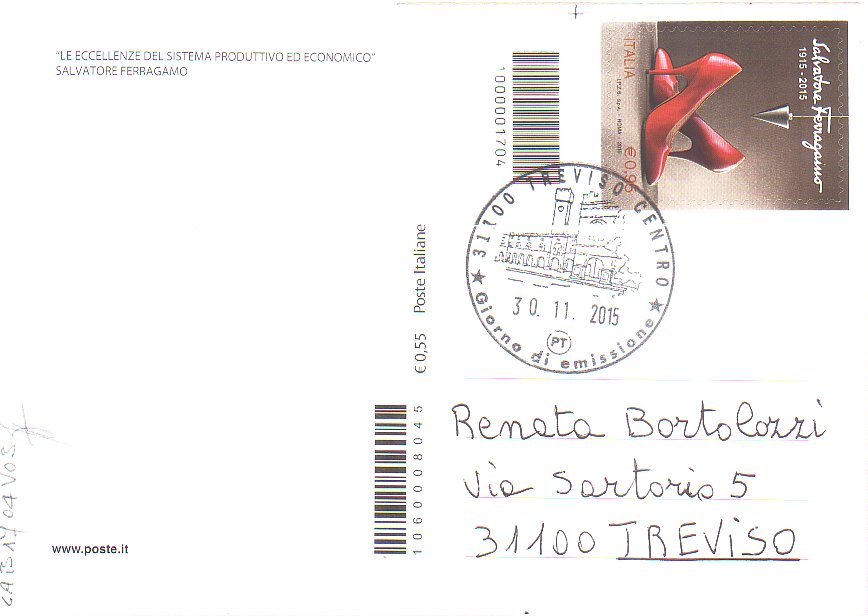 "LE ECCELLENZE DEL SISTEMA PRODUTTIVO ED ECONOMICO"
SALVATORE FERRAGAMO
1000001704
ITALIA
I.P.Z.S. S.p.A. - ROMA - 2015
€0,95
Salvatore Ferragamo
1915 - 2015
31100 TREVISO CENTRO
30.11.2015
PT
Giorno di emissione
€ 0,55 Poste Italiane
1060008045
Renata Bortolozzi
Via Sartorio 5
31100 TREVISO
www.poste.it